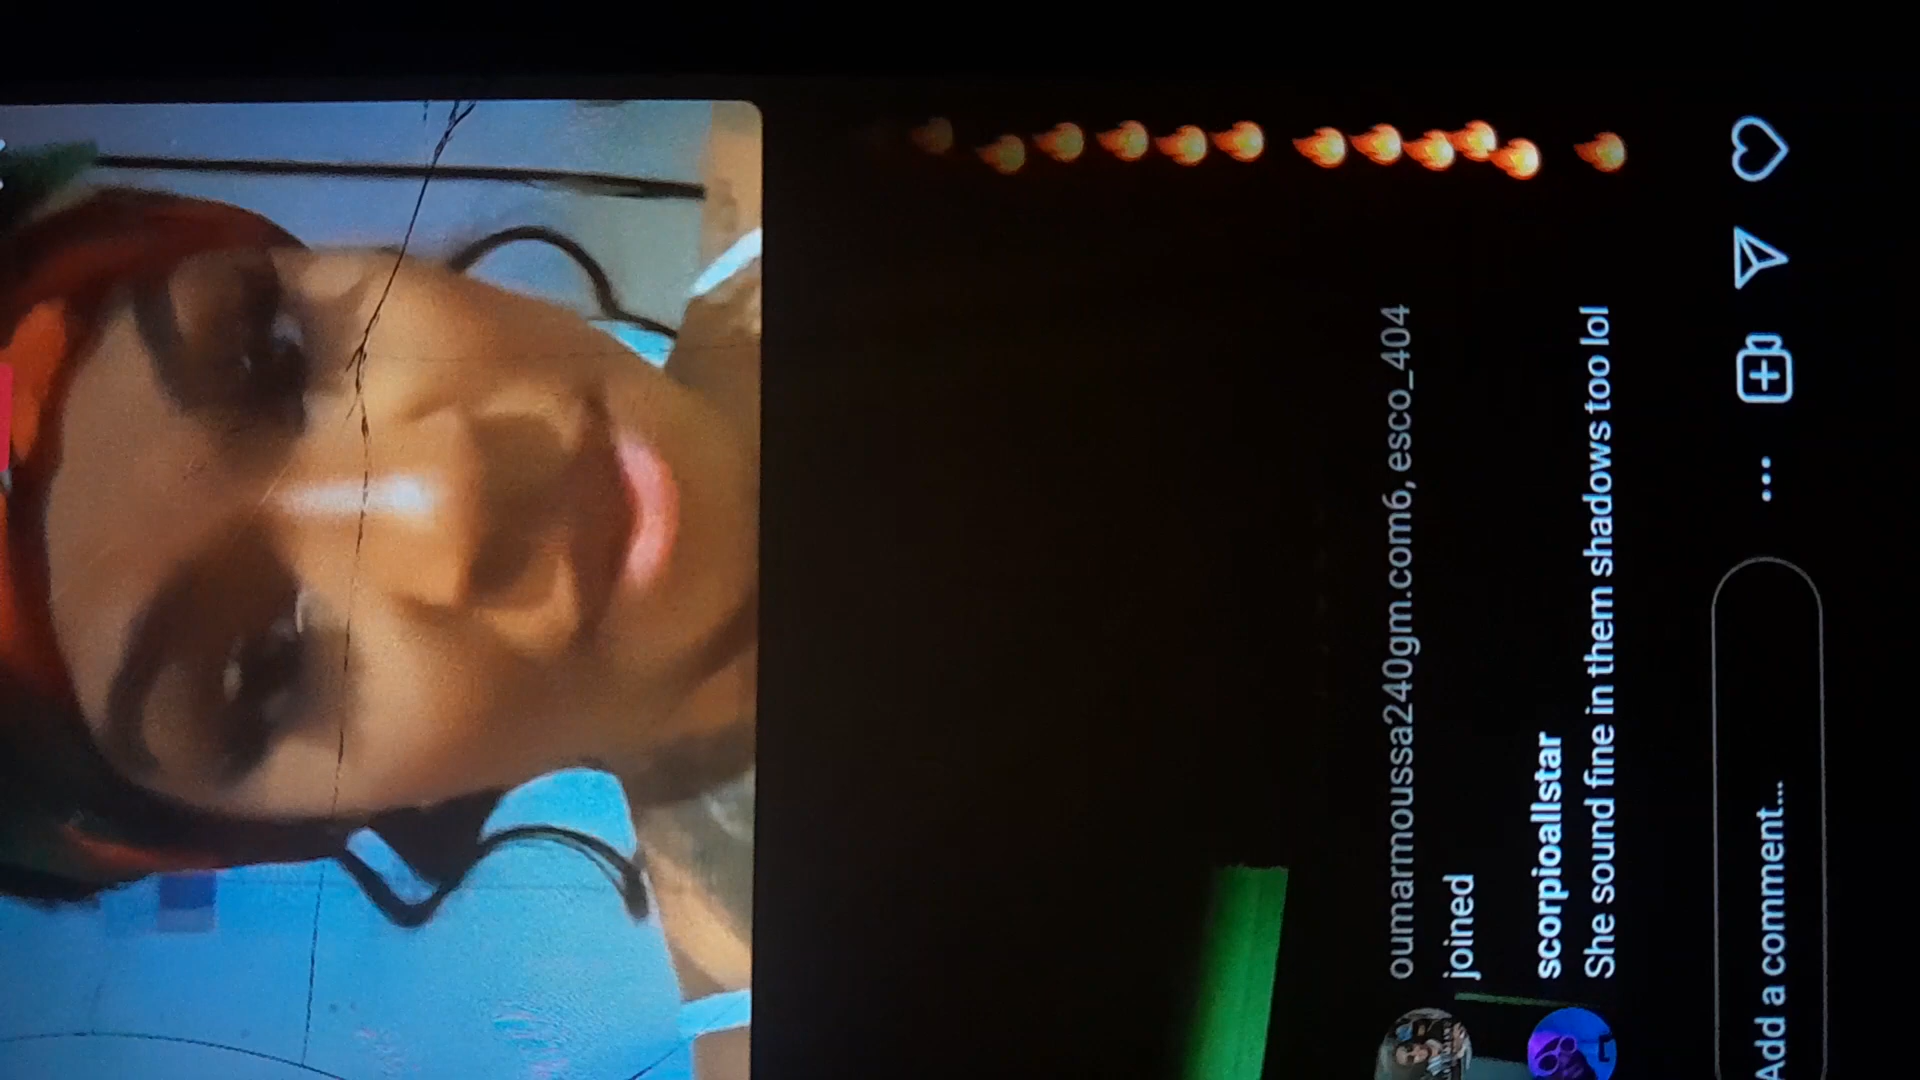 oumarmoussa240gm.com6, esco_404
joined
scorpioallstar
She sound fine in them shadows too lol
Add a comment...